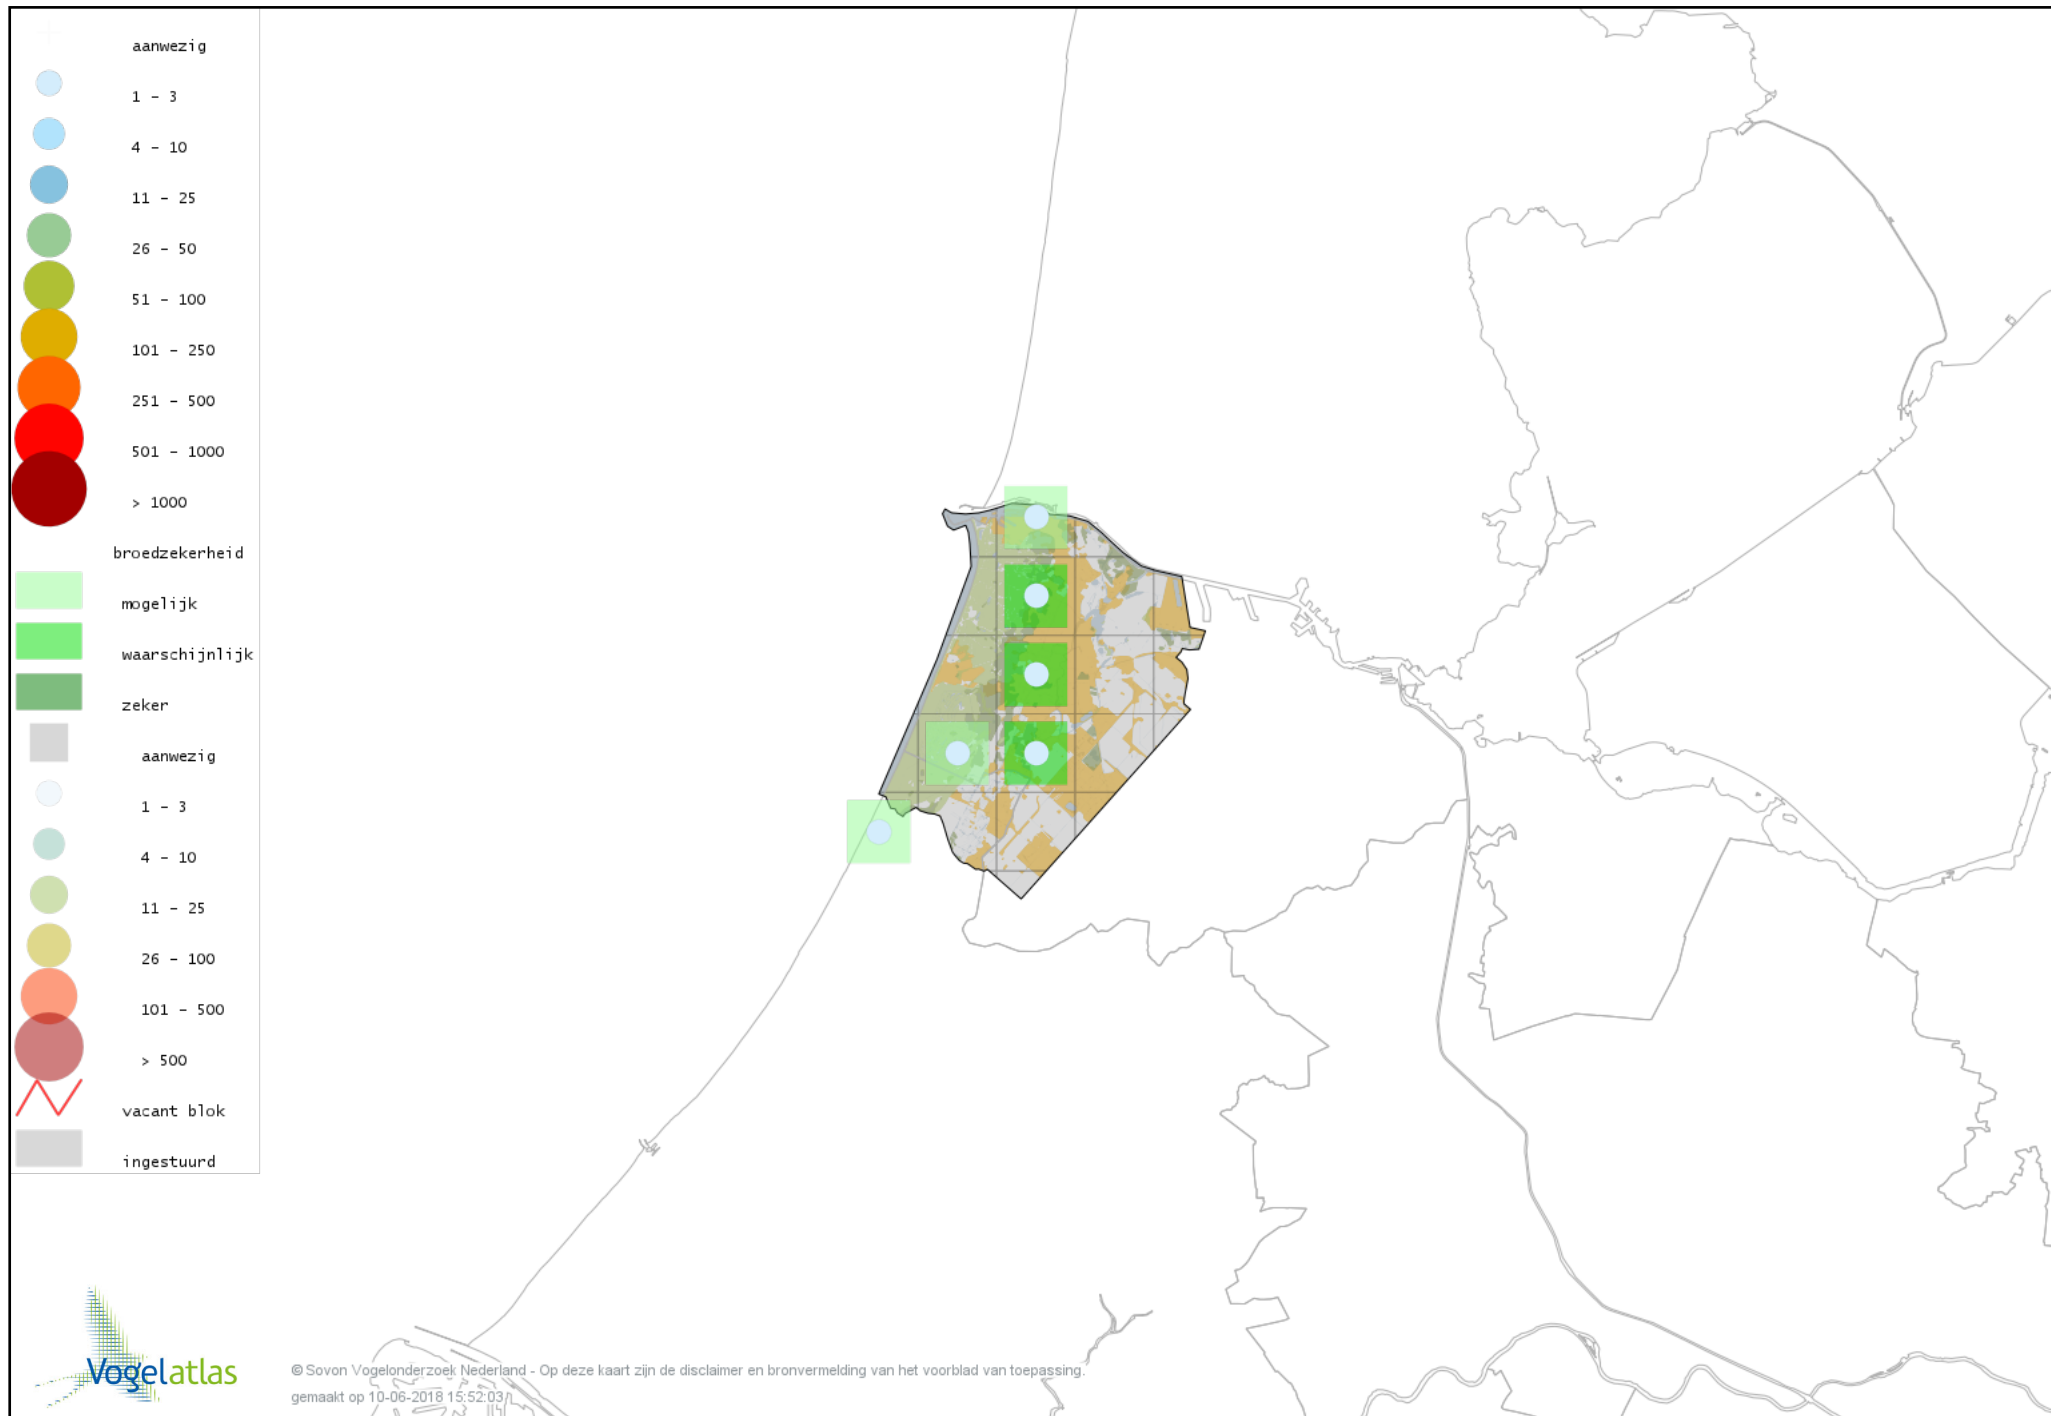 aanwezig
1 - 3
4 - 10
11 - 25
26 - 50
51 - 100
101 - 250
251 - 500
501 - 1000
> 1000
broedzekerheid
mogelijk
waarschijnlijk
zeker
aanwezig
1 - 3
4 - 10
11 - 25
26 - 100
101 - 500
> 500
vacant blok
ingestuurd
Vogelatlas
© Sovon Vogelonderzoek Nederland - Op deze kaart zijn de disclaimer en bronvermelding van het voorblad van toepassing.
gemaakt op 10-06-2018 15:52:03